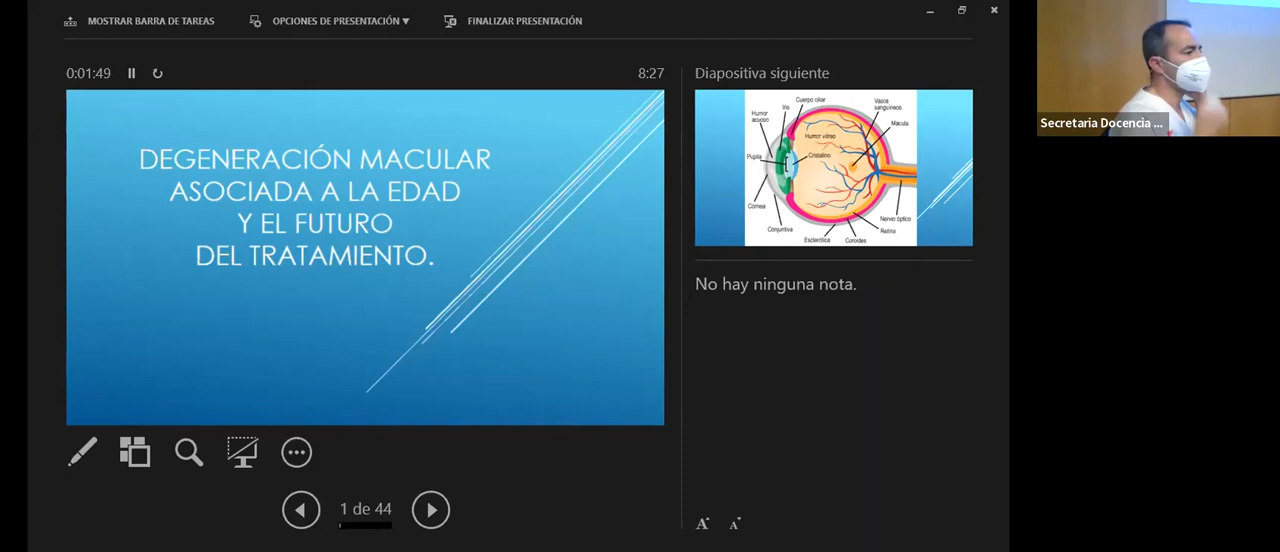 MOSTRAR BARRA DE TAREAS
OPCIONES DE PRESENTACIÓN ▼
FINALIZAR PRESENTACIÓN
0:01:49
8:27
DEGENERACIÓN MACULAR
ASOCIADA A LA EDAD
Y EL FUTURO
DEL TRATAMIENTO.
1 de 44
Diapositiva siguiente
Cuerpo ciliar
Iris
Humor
acuoso
Pupila
Córnea
Conjuntiva
Humor vítreo
Cristalino
Vasos
sanguíneos
Mácula
Nervio óptico
Retina
Coroides
Esclerótica
No hay ninguna nota.
A
A
Secretaria Docencia ...